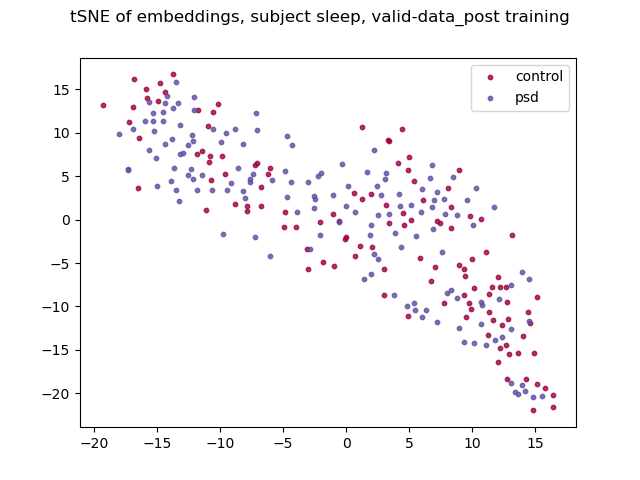 tSNE of embeddings, subject sleep, valid-data_post training
control
psd
15
10
5
0
−5
−10
−15
−20
−20 −15 −10 −5 0 5 10 15